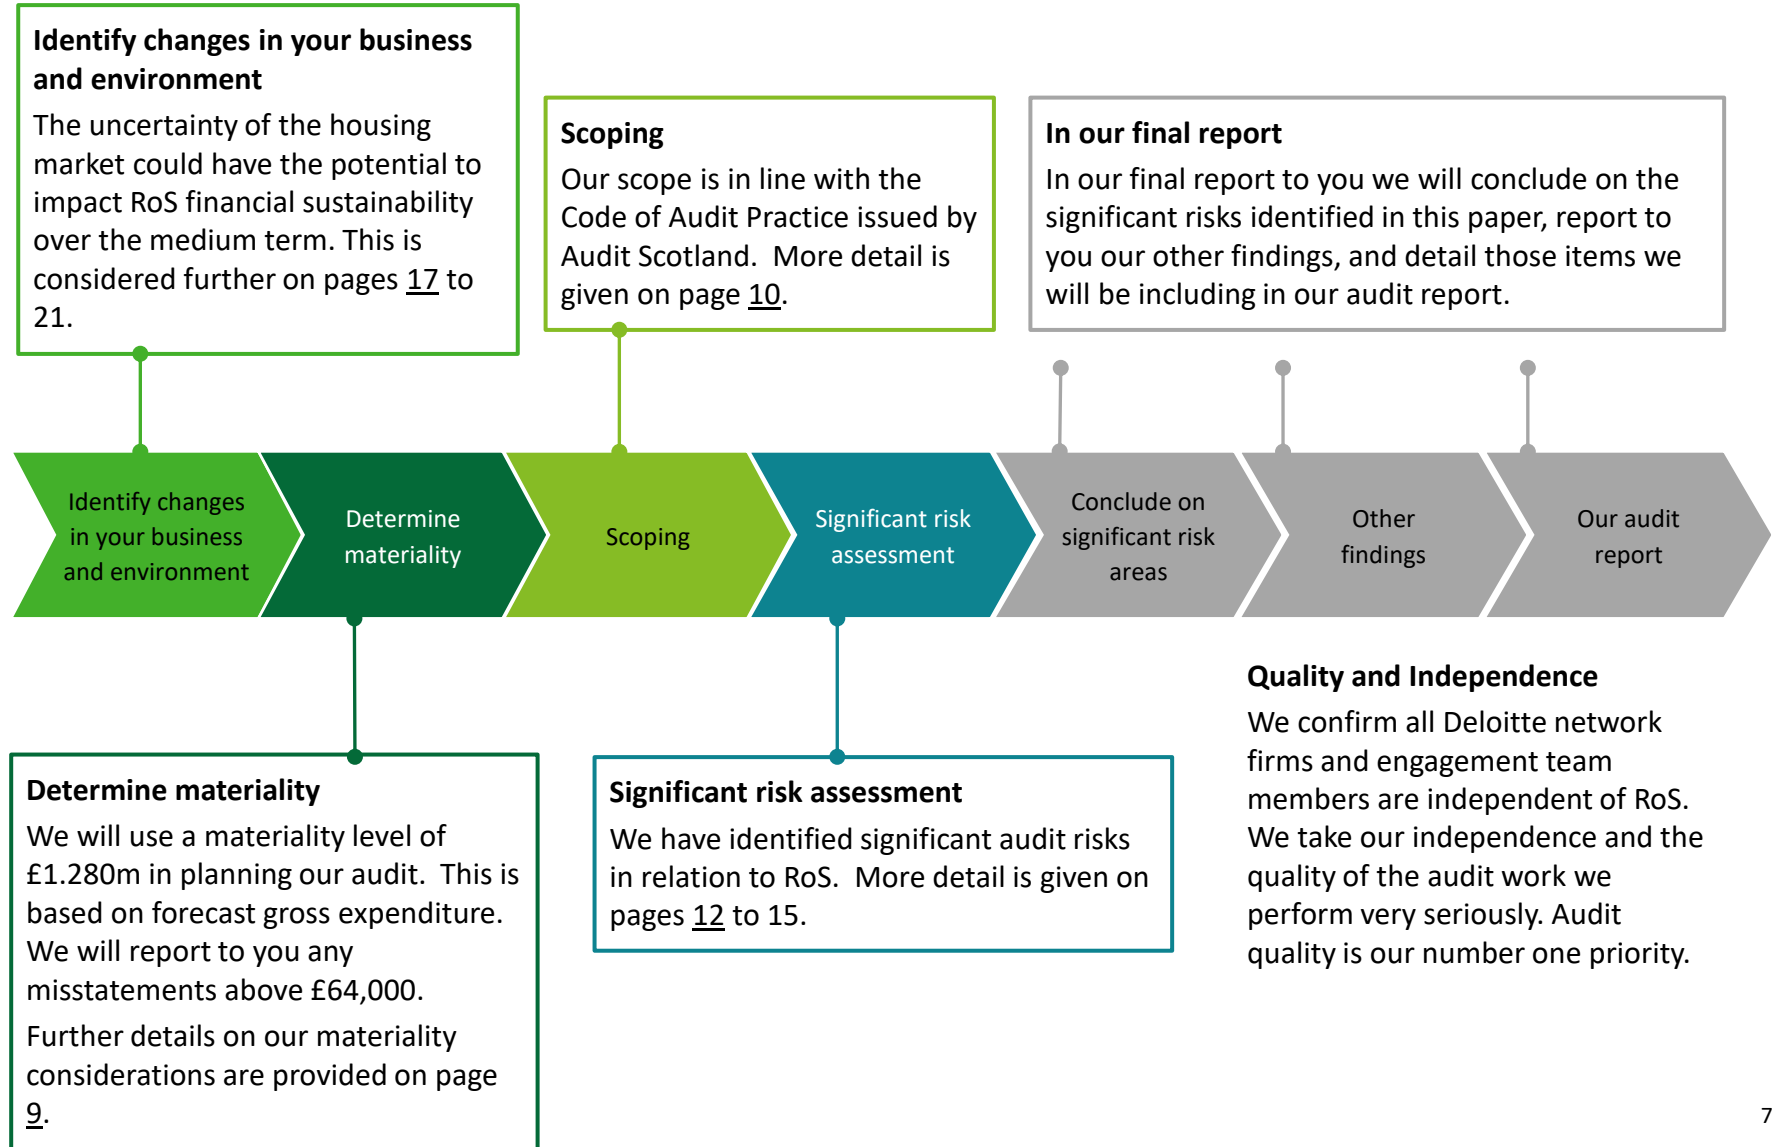 Identify changes in your business
and environment
The uncertainty of the housing
market could have the potential to
impact RoS financial sustainability
over the medium term. This is
considered further on pages 17 to
21.
Scoping
Our scope is in line with the
Code of Audit Practice issued by
Audit Scotland.  More detail is
given on page 10.
In our final report
In our final report to you we will conclude on the
significant risks identified in this paper, report to
you our other findings, and detail those items we
will be including in our audit report.
Identify changes
in your business
and environment
Determine
materiality
Scoping
Significant risk
assessment
Conclude on
significant risk
areas
Other
findings
Our audit
report
Determine materiality
We will use a materiality level of
£1.280m in planning our audit.  This is
based on forecast gross expenditure.
We will report to you any
misstatements above £64,000.
Further details on our materiality
considerations are provided on page
9.
Significant risk assessment
We have identified significant audit risks
in relation to RoS.  More detail is given on
pages 12 to 15.
Quality and Independence
We confirm all Deloitte network
firms and engagement team
members are independent of RoS.
We take our independence and the
quality of the audit work we
perform very seriously. Audit
quality is our number one priority.
7